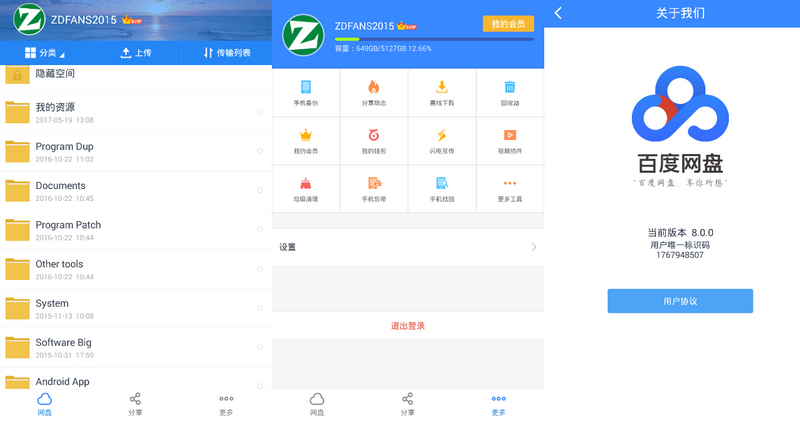 ZDFANS2015 SVIP
分类
上传
传输列表
隐藏空间
我的资源
2017-05-19 13:08
Program Dup
2016-10-22 11:02
Documents
2016-10-22 10:45
Program Patch
2016-10-22 10:44
Other tools
2016-10-22 10:44
System
2015-11-13 10:08
Software Big
2015-10-31 17:50
Android App
网盘
分享
更多
Z
ZDFANS2015 SVIP
我的会员
容量：649GB/5127GB 12.66%
手机备份
分享动态
离线下载
回收站
我的会员
我的钱包
闪电互传
视频插件
垃圾清理
手机忘带
手机找回
更多工具
设置
退出登录
网盘
分享
更多
关于我们
百度网盘
“百度网盘，享你所想”
当前版本 8.0.0
用户唯一标识码
1767948507
用户协议